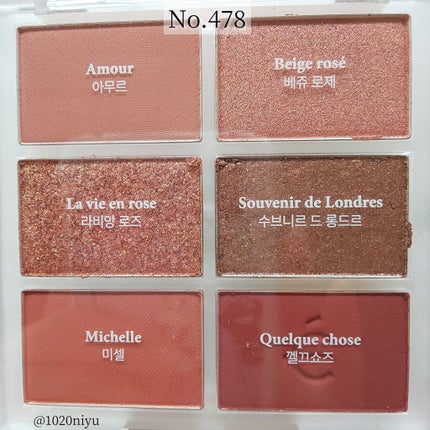 No.478
Amour
아무르
Beige rosé
베쥬 로제
La vie en rose
라비앙 로즈
Souvenir de Londres
수브니르 드 롱드르
Michelle
미셸
Quelque chose
껠끄쇼즈
@1020niyu